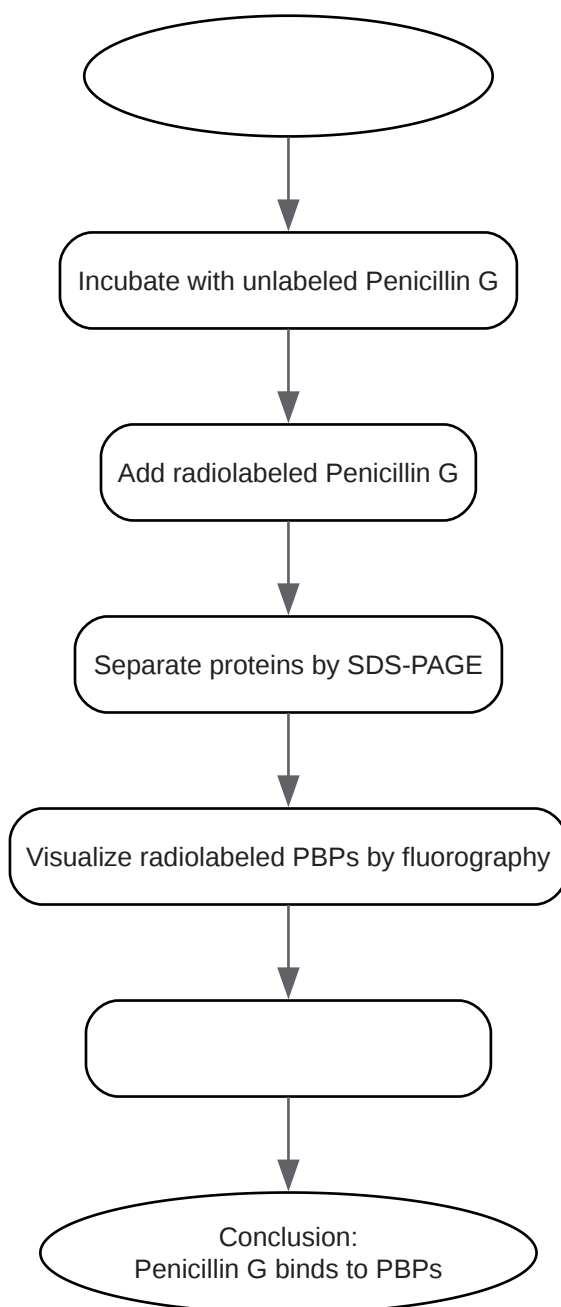 Incubate with unlabeled Penicillin G
Add radiolabeled Penicillin G
Separate proteins by SDS-PAGE
Visualize radiolabeled PBPs by fluorography
Conclusion:
Penicillin G binds to PBPs